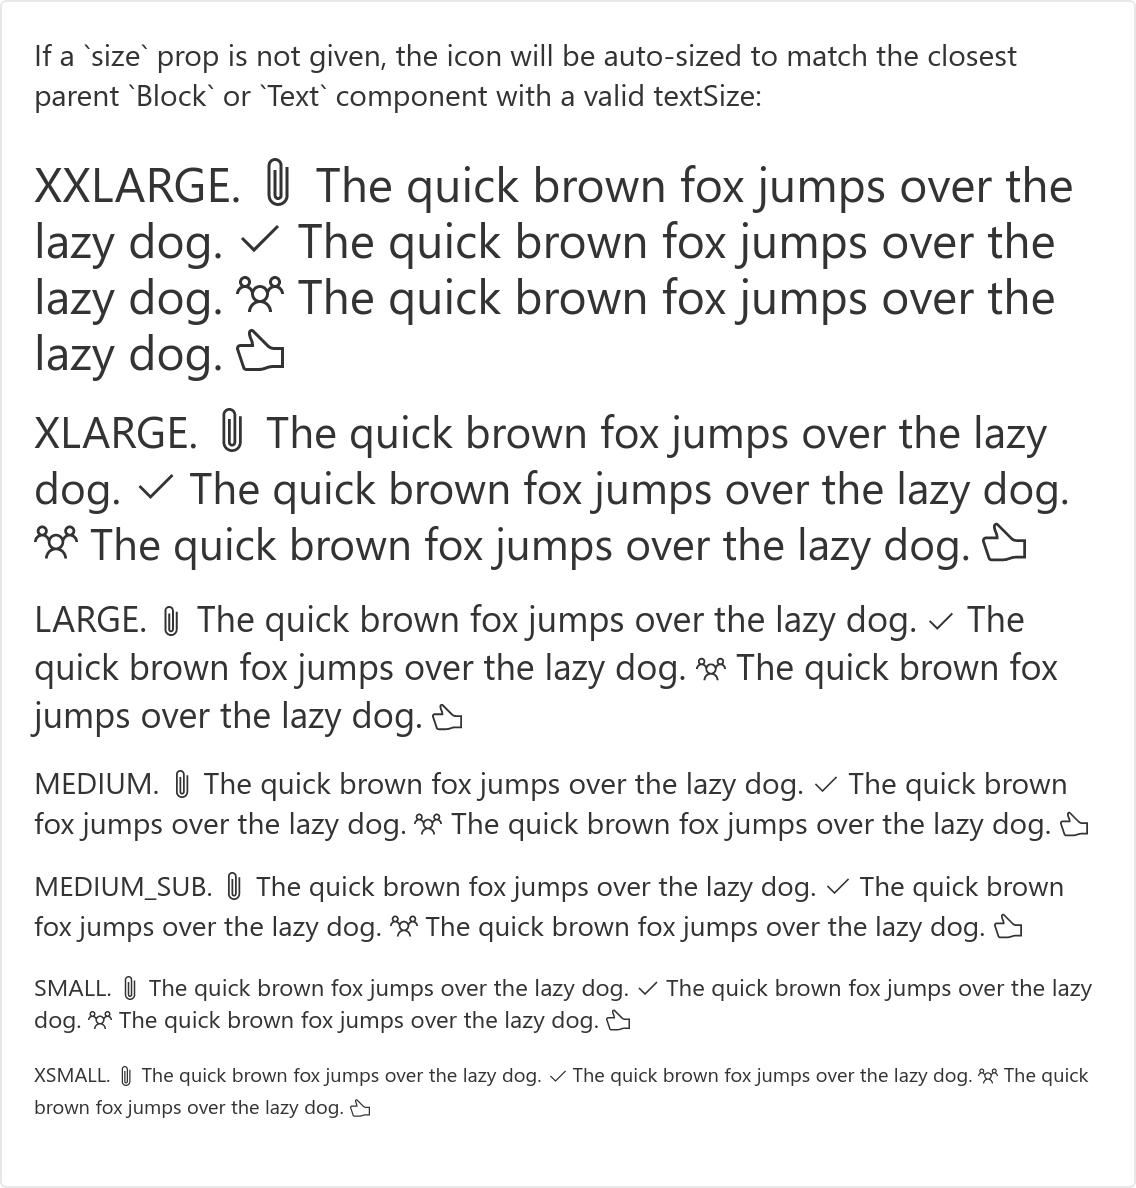 If a `size` prop is not given, the icon will be auto-sized to match the closest
parent `Block` or `Text` component with a valid textSize:
XXLARGE. The quick brown fox jumps over the
lazy dog. The quick brown fox jumps over the
lazy dog. The quick brown fox jumps over the
lazy dog.
XLARGE. The quick brown fox jumps over the lazy
dog. The quick brown fox jumps over the lazy dog.
The quick brown fox jumps over the lazy dog.
LARGE. The quick brown fox jumps over the lazy dog. The
quick brown fox jumps over the lazy dog. The quick brown fox
jumps over the lazy dog.
MEDIUM. The quick brown fox jumps over the lazy dog. The quick brown
fox jumps over the lazy dog. The quick brown fox jumps over the lazy dog.
MEDIUM_SUB. The quick brown fox jumps over the lazy dog. The quick brown
fox jumps over the lazy dog. The quick brown fox jumps over the lazy dog.
SMALL. The quick brown fox jumps over the lazy dog. The quick brown fox jumps over the lazy
dog. The quick brown fox jumps over the lazy dog.
XSMALL. The quick brown fox jumps over the lazy dog. The quick brown fox jumps over the lazy dog. The quick
brown fox jumps over the lazy dog.